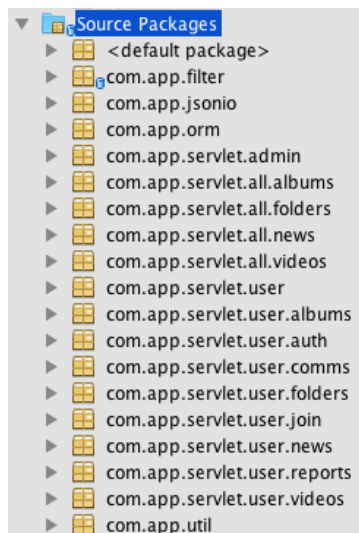 Source Packages
<default package>
com.app.filter
com.app.jsonio
com.app.orm
com.app.servlet.admin
com.app.servlet.all.albums
com.app.servlet.all.folders
com.app.servlet.all.news
com.app.servlet.all.videos
com.app.servlet.user
com.app.servlet.user.albums
com.app.servlet.user.auth
com.app.servlet.user.comms
com.app.servlet.user.folders
com.app.servlet.user.join
com.app.servlet.user.news
com.app.servlet.user.reports
com.app.servlet.user.videos
com.app.util